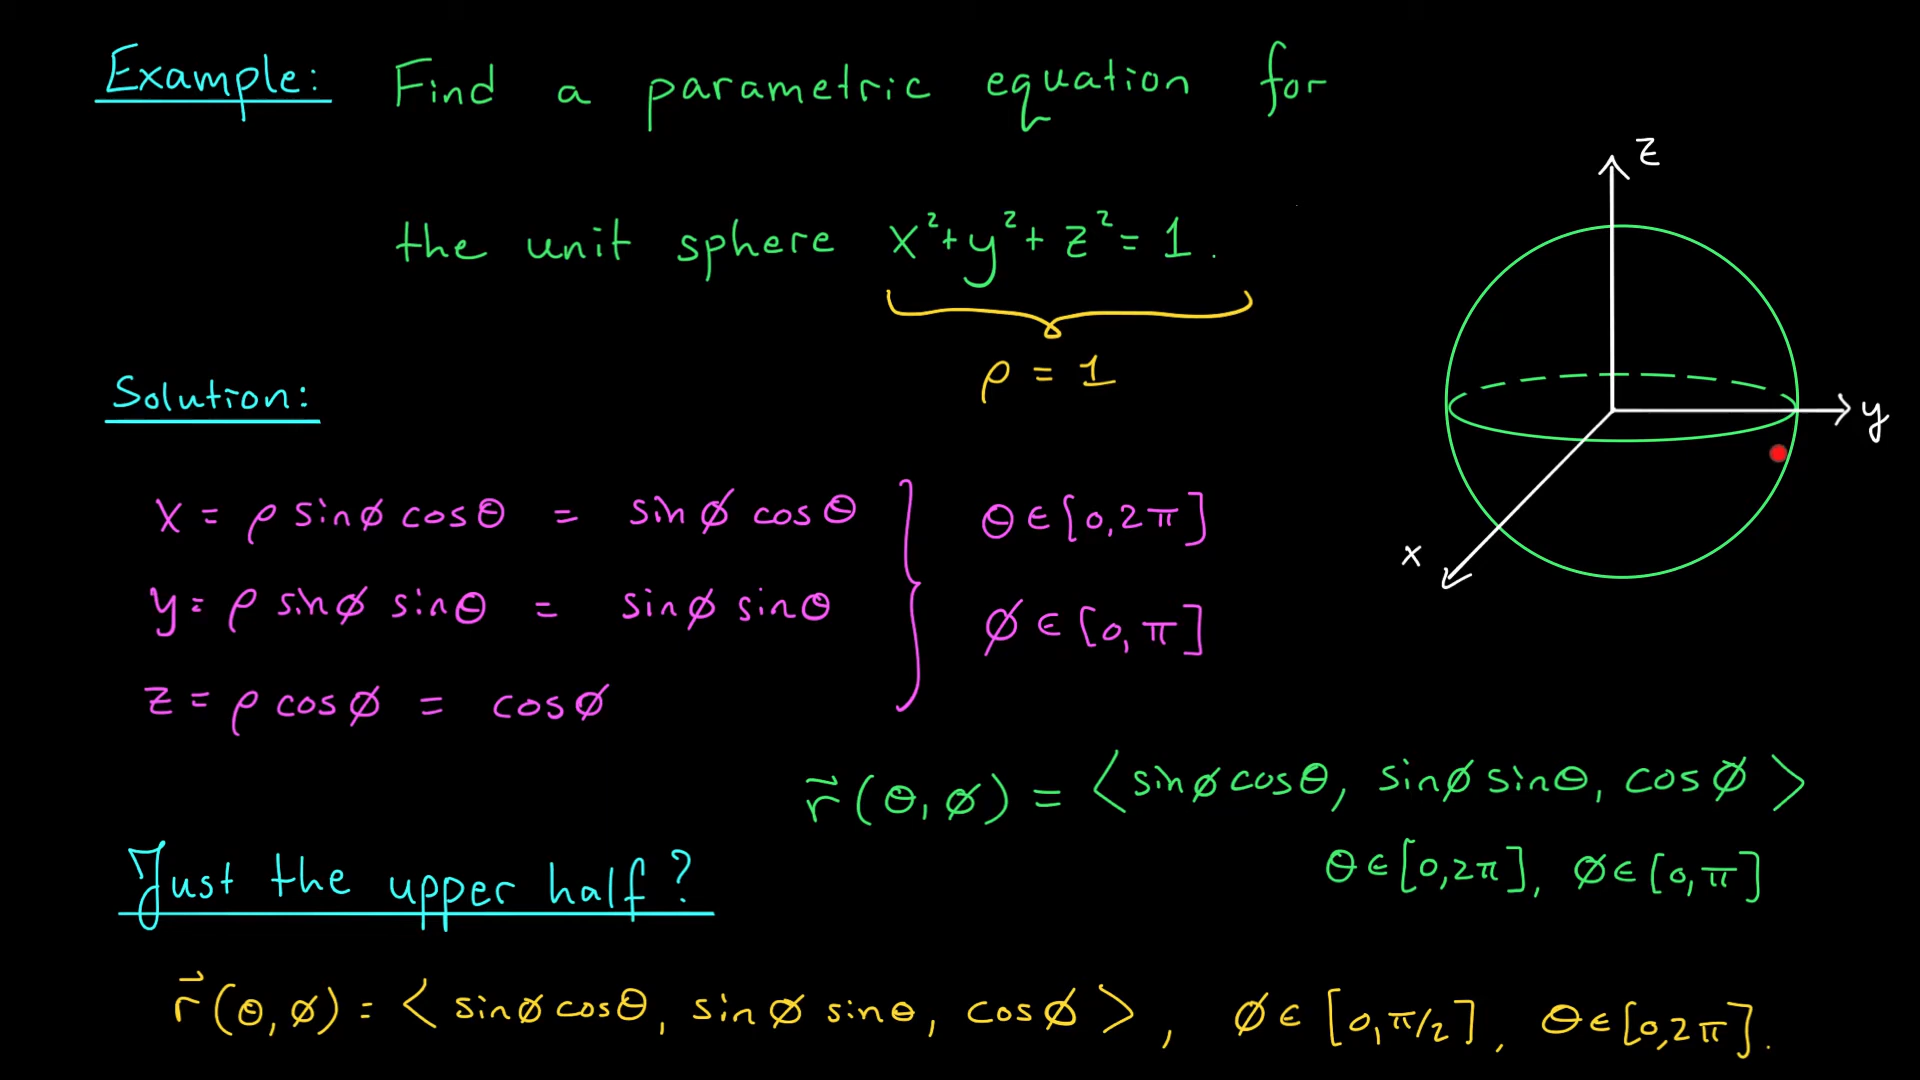 Example: Find a parametric equation for
the unit sphere x²+y²+z²=1.
ρ = 1
Solution:
x = ρ sinφ cosθ = sinφ cosθ
y = ρ sinφ sinθ = sinφ sinθ
z = ρ cosφ = cosφ
θ∈[0,2π]
φ∈[0,π]
z
y
x
r⃗(θ,φ) = ⟨sinφ cosθ, sinφ sinθ, cosφ⟩
θ∈[0,2π], φ∈[0,π]
Just the upper half?
r⃗(θ,φ) = ⟨sinφ cosθ, sinφ sinθ, cosφ⟩, φ∈[0,π/2], θ∈[0,2π].